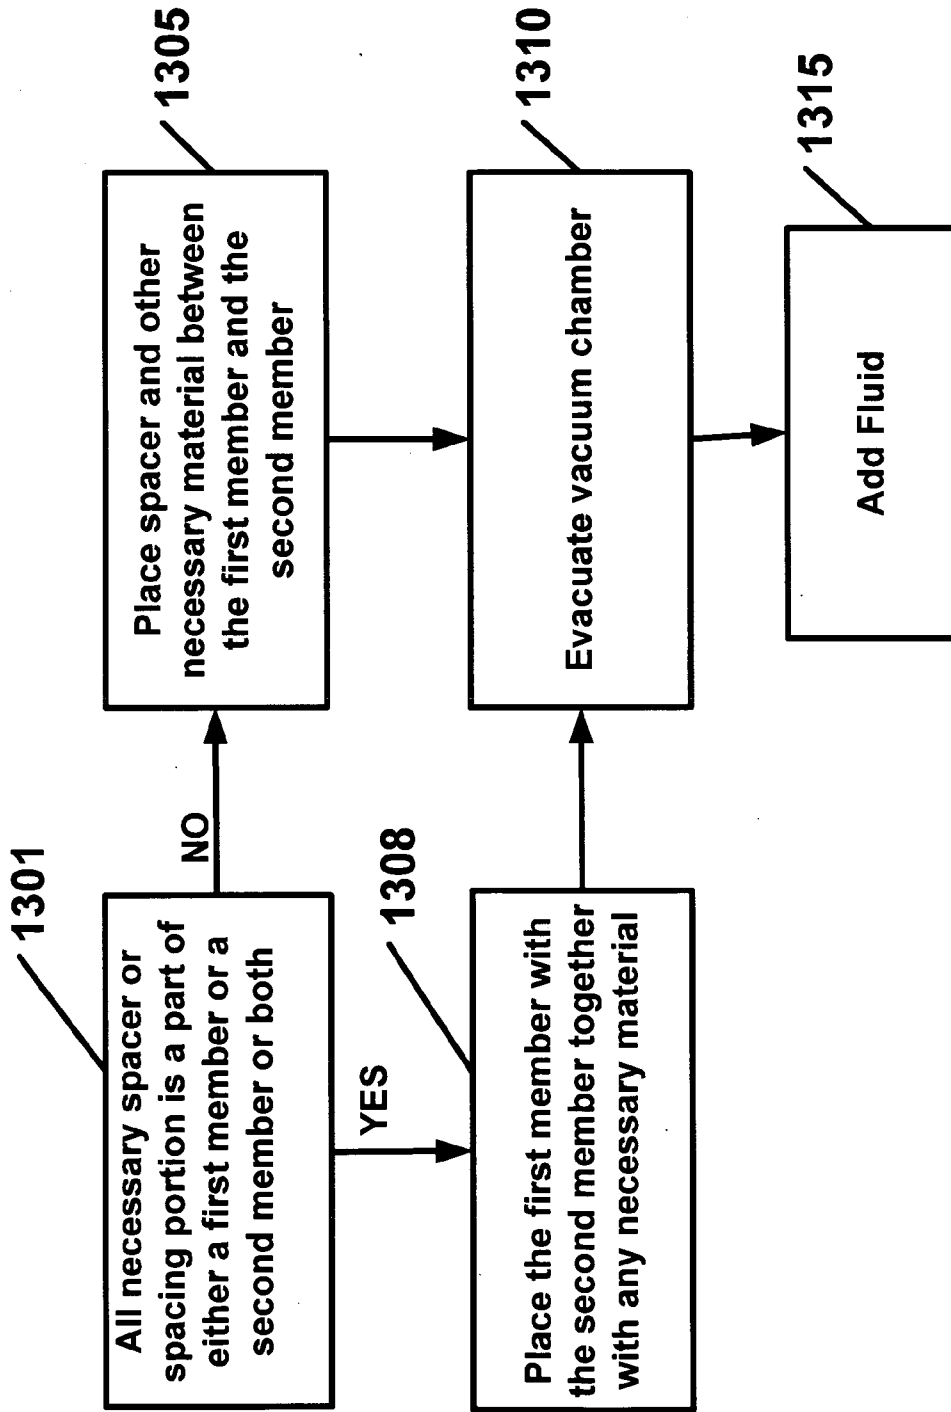 1301
All necessary spacer or
spacing portion is a part of
either a first member or a
second member or both
NO
1305
Place spacer and other
necessary material between
the first member and the
second member
YES
1308
Place the first member with
the second member together
with any necessary material
1310
Evacuate vacuum chamber
1315
Add Fluid